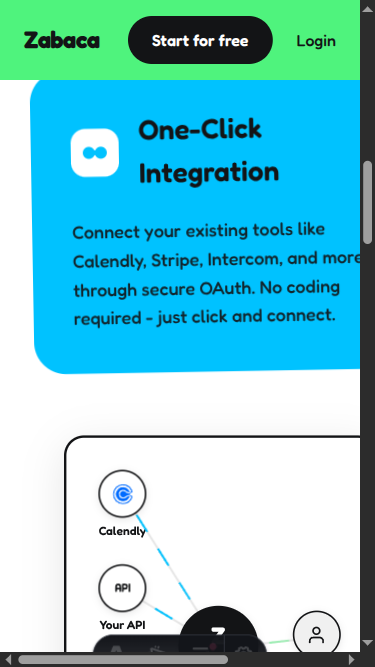 Zabaca
Start for free
Login
One-Click
Integration
Connect your existing tools like
Calendly, Stripe, Intercom, and more
through secure OAuth. No coding
required - just click and connect.
Calendly
API
Your API